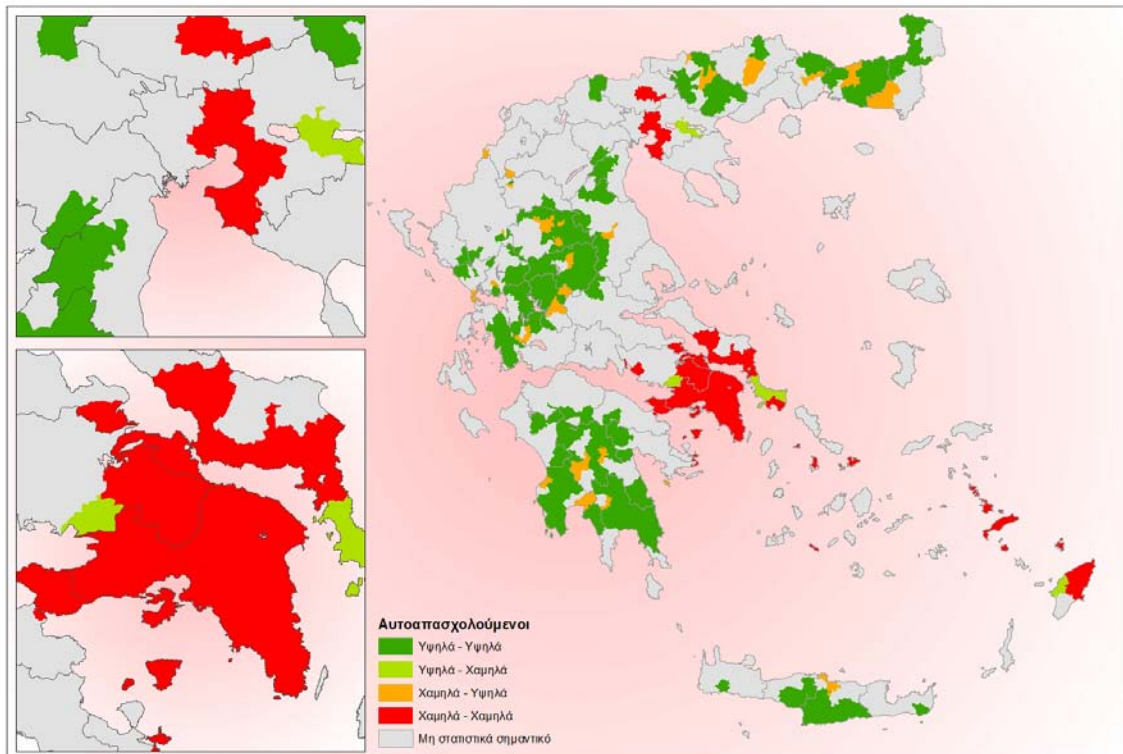 Αυτοαπασχολούμενοι
Υψηλά - Υψηλά
Υψηλά - Χαμηλά
Χαμηλά - Υψηλά
Χαμηλά - Χαμηλά
Μη στατιστικά σημαντικό